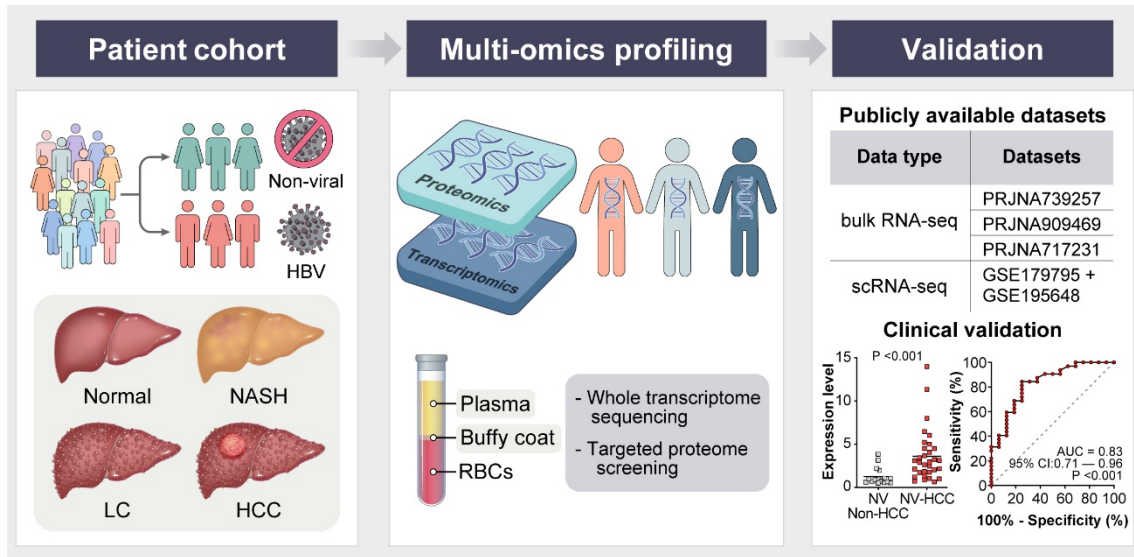 Patient cohort
Multi-omics profiling
Validation
Non-viral
HBV
Normal
NASH
LC
HCC
Proteomics
Transcriptomics
Plasma
Buffy coat
RBCs
- Whole transcriptome
sequencing
- Targeted proteome
screening
Publicly available datasets
Data type
Datasets
bulk RNA-seq
PRJNA739257
PRJNA909469
PRJNA717231
scRNA-seq
GSE179795 +
GSE195648
Clinical validation
P <.001
15
10
5
0
Expression level
NV
Non-HCC
NV-HCC
100
80
60
40
20
0
Sensitivity (%)
AUC = 0.83
95% CI:0.71 — 0.96
P <.001
0 20 40 60 80 100
100% - Specificity (%)